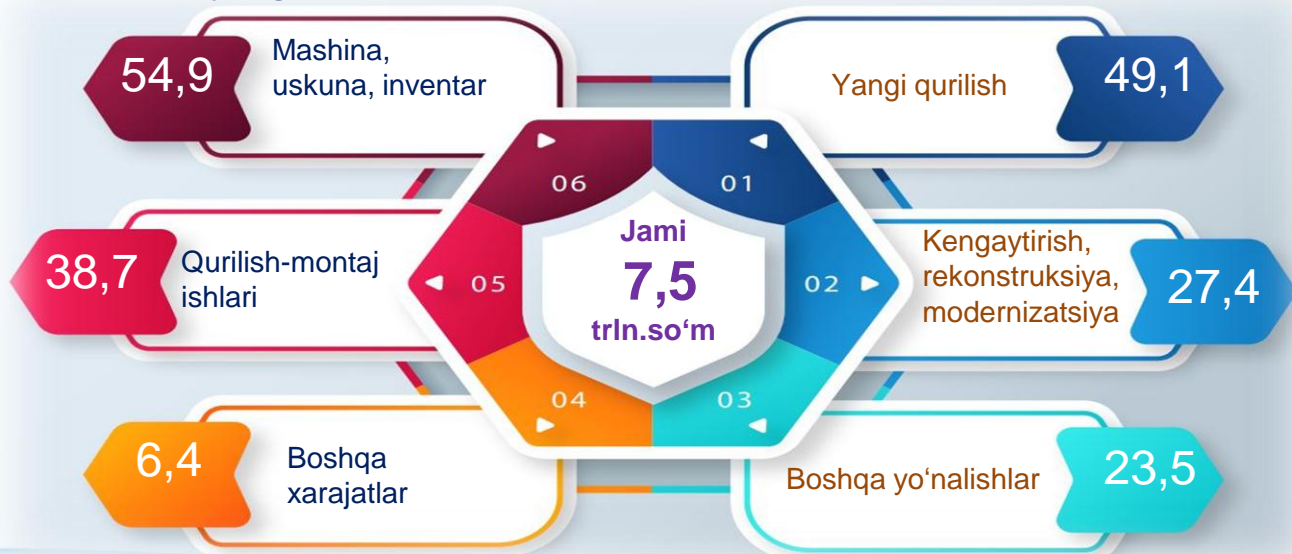 54,9
Mashina,
uskuna, inventar
Yangi qurilish
49,1
06
01
38,7
Qurilish-montaj
ishlari
05
Jami
7,5
trln.so‘m
02
Kengaytirish,
rekonstruksiya,
modernizatsiya
27,4
04
03
6,4
Boshqa
xarajatlar
Boshqa yo‘nalishlar
23,5